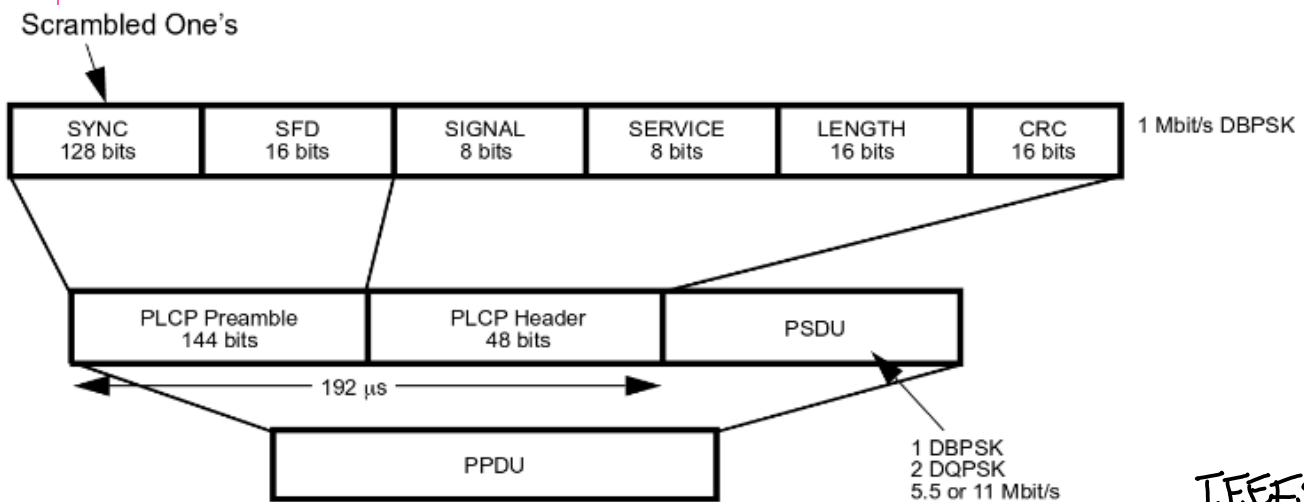 Scrambled One's
SYNC
128 bits
SFD
16 bits
SIGNAL
8 bits
SERVICE
8 bits
LENGTH
16 bits
CRC
16 bits
1 Mbit/s DBPSK
PLCP Preamble
144 bits
PLCP Header
48 bits
PSDU
192 μs
PPDU
1 DBPSK
2 DQPSK
5.5 or 11 Mbit/s